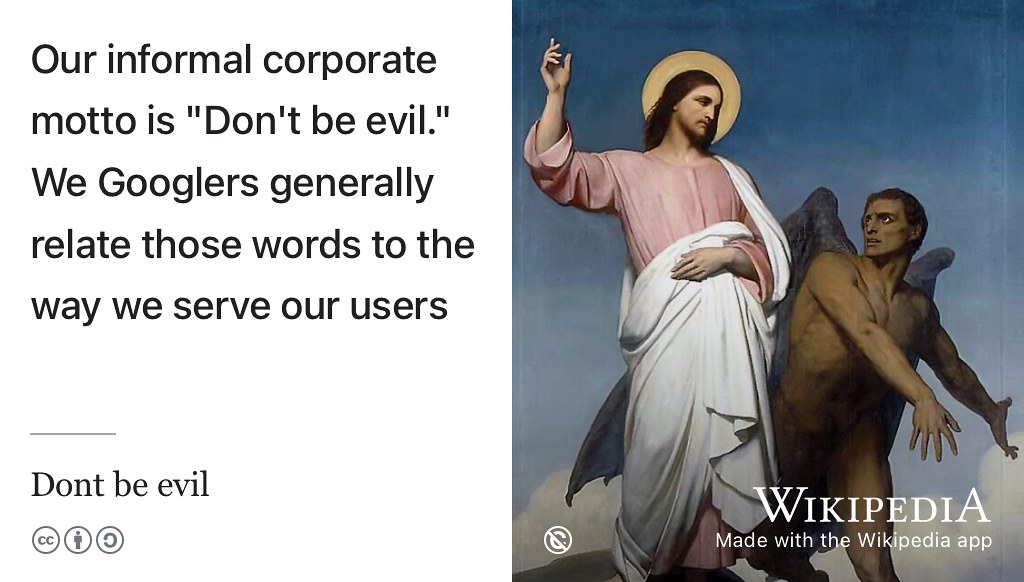 Our informal corporate
motto is "Don't be evil."
We Googlers generally
relate those words to the
way we serve our users
Dont be evil
cc
WIKIPEDIA
Made with the Wikipedia app